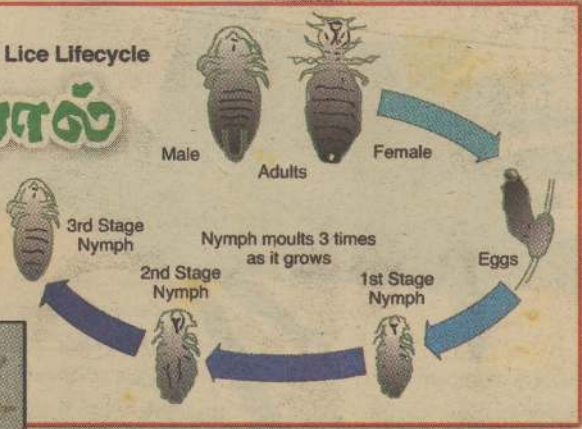 Lice Lifecycle
Male
Female
Adults
Eggs
1st Stage
Nymph
2nd Stage
Nymph
3rd Stage
Nymph
Nymph moults 3 times
as it grows